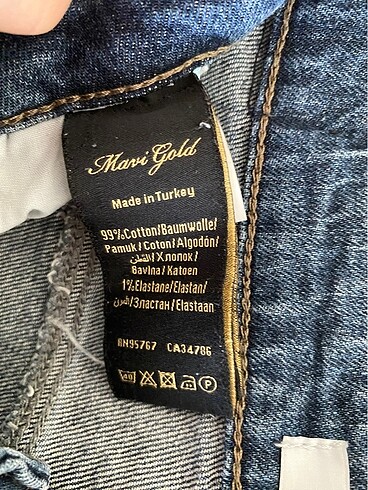 Mavi Gold
Made in Turkey
99%Cotton/Baumwolle/
Pamuk/Coton/Algodón/
القطن/Хлопок/
Bavlna/Katoen
1%Elastane/Elastan/
/Эластан/Elastaan
RN95767 CA34786